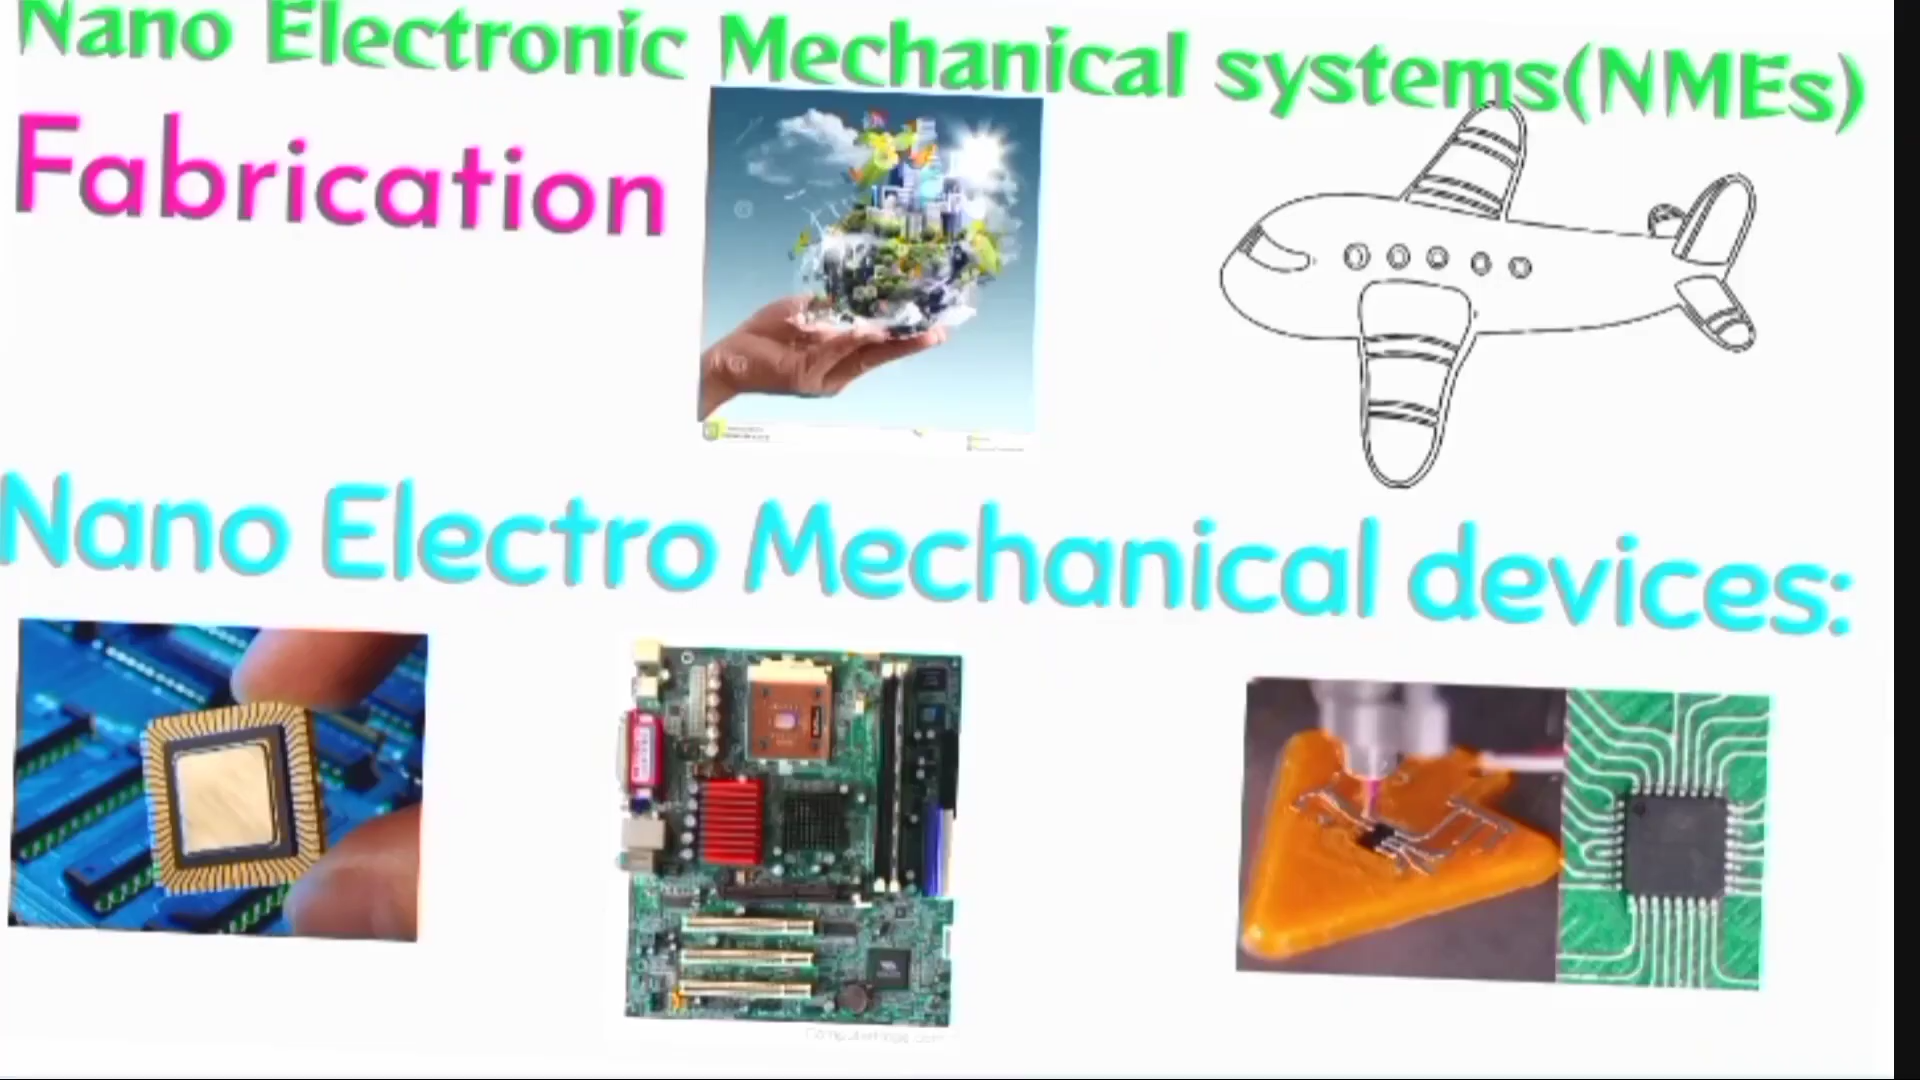 Nano Electronic Mechanical systems(NMEs)
Fabrication
Nano Electro Mechanical devices: